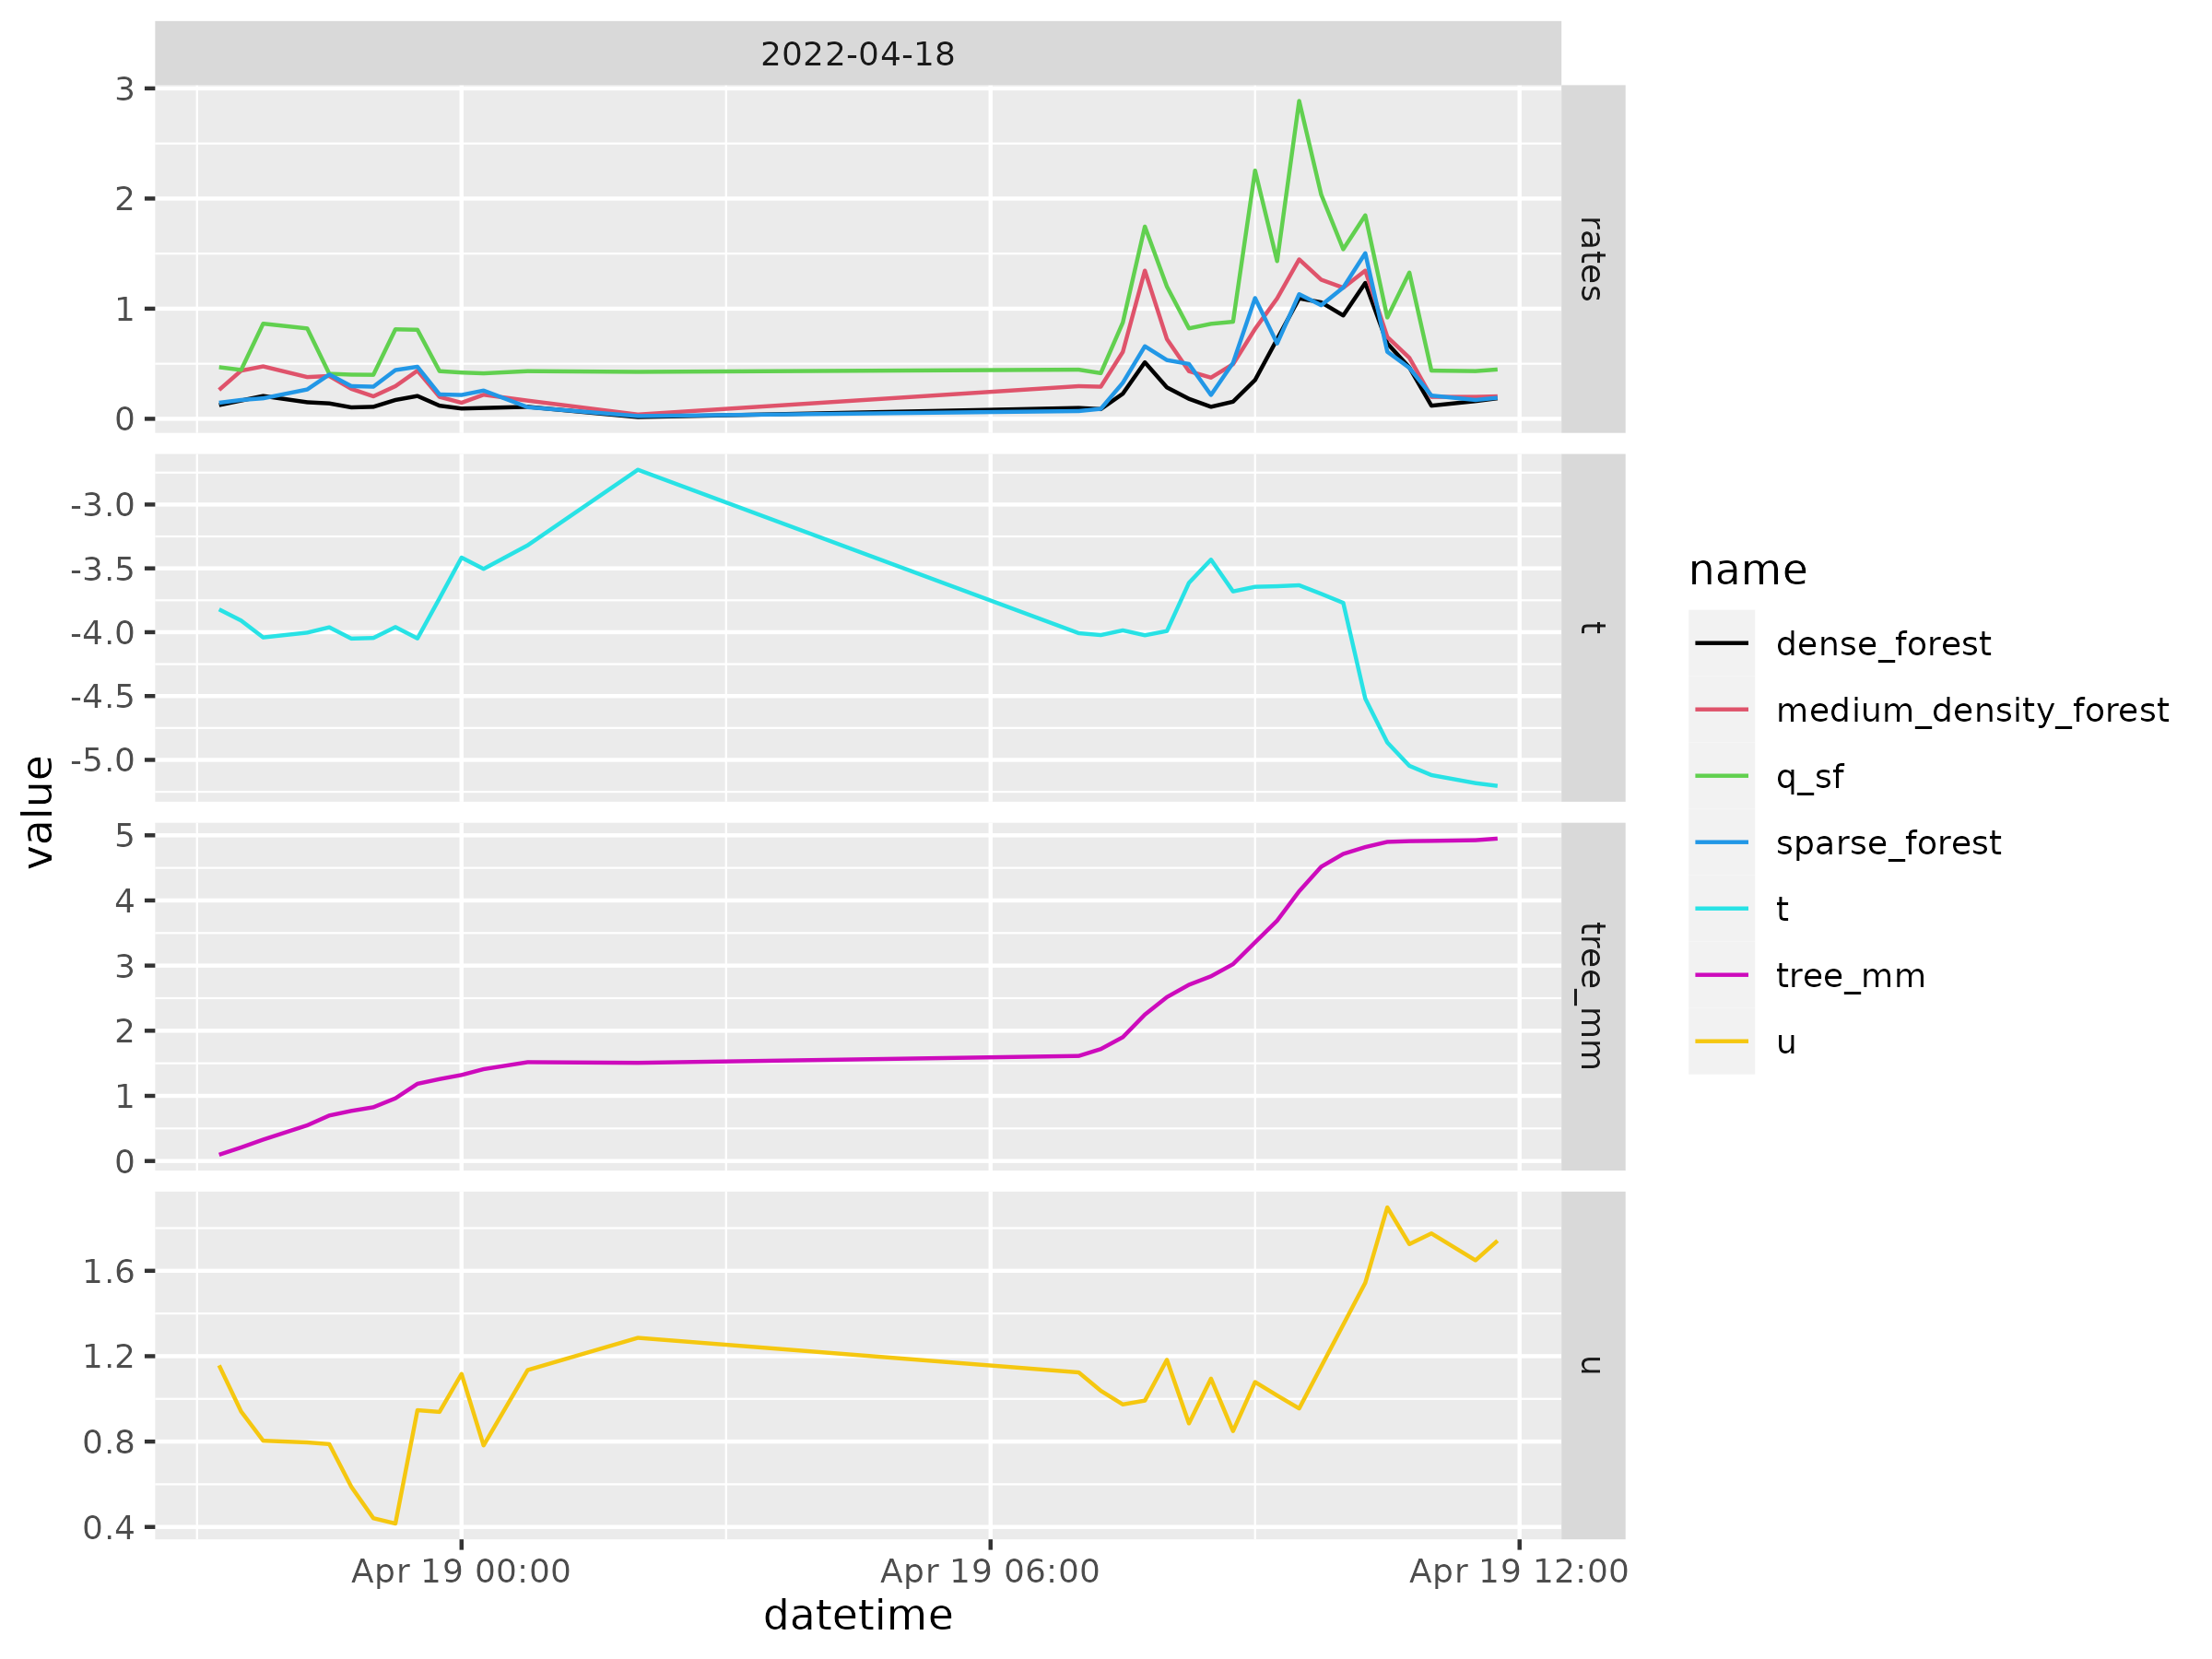 2022-04-18
3
2
1
0
rates
-3.0
-3.5
-4.0
-4.5
-5.0
t
5
4
3
2
1
0
tree_mm
1.6
1.2
0.8
0.4
u
Apr 19 00:00
Apr 19 06:00
Apr 19 12:00
datetime
value
name
dense_forest
medium_density_forest
q_sf
sparse_forest
t
tree_mm
u